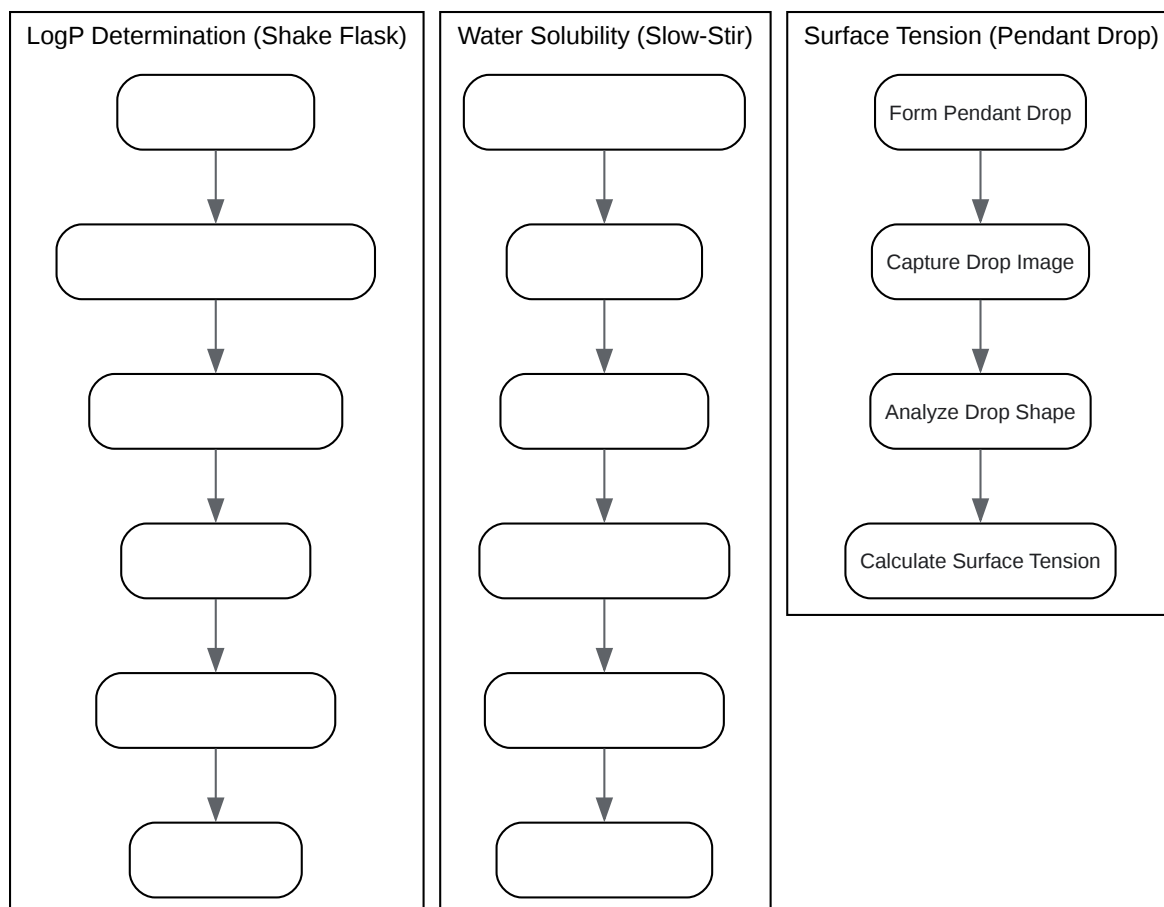 LogP Determination (Shake Flask)
Water Solubility (Slow-Stir)
Surface Tension (Pendant Drop)
Form Pendant Drop
Capture Drop Image
Analyze Drop Shape
Calculate Surface Tension